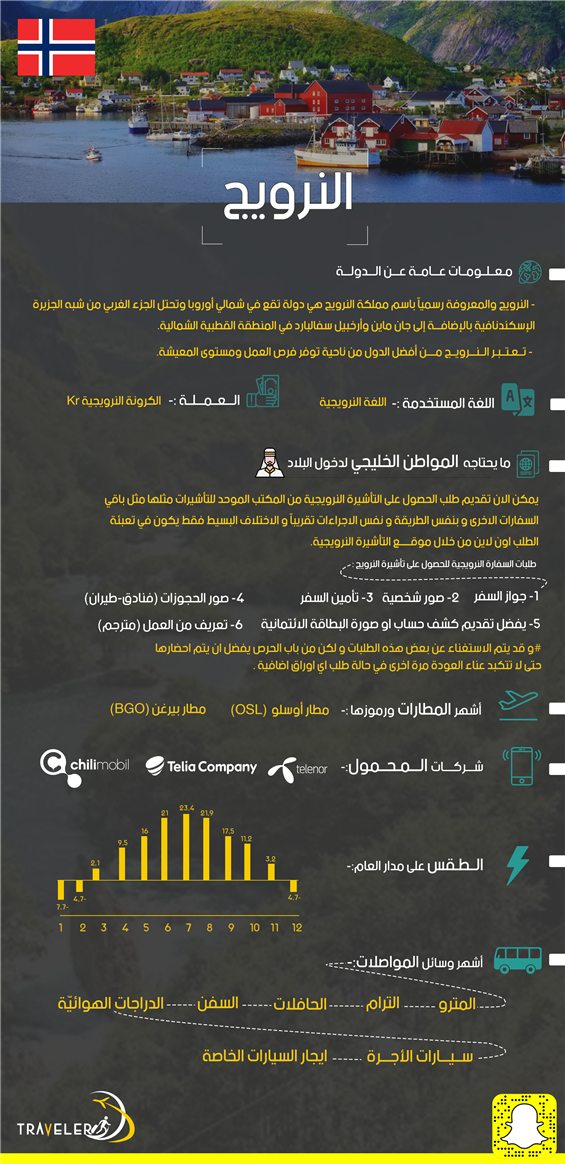 النرويج
معلومات عامة عن الدولة
- النرويج والمعروفة رسمياً باسم مملكة النرويج هي دولة تقع في شمالي أوروبا وتحتل الجزء الغربي من شبه الجزيرة
الإسكندنافية بالإضافة إلى جان ماين وأرخبيل سفالبارد في المنطقة القطبية الشمالية.
- تعتبر النرويج من أفضل الدول من ناحية توفر فرص العمل ومستوى المعيشة.
اللغة المستخدمة :- اللغة النرويجية
العملة :- الكرونة النرويجية Kr
ما يحتاجه المواطن الخليجي لدخول البلاد
يمكن الان تقديم طلب الحصول على التأشيرة النرويجية من المكتب الموحد للتأشيرات مثلها مثل باقي
السفارات الاخرى و بنفس الطريقة و نفس الاجراءات تقريباً و الاختلاف البسيط فقط يكون في تعبئة
الطلب اون لاين من خلال موقع التأشيرة النرويجية.
طلبات السفارة النرويجية للحصول على تأشيرة النرويج :
1- جواز السفر 2- صور شخصية 3- تأمين السفر 4- صور الحجوزات (فنادق-طيران)
5- يفضل تقديم كشف حساب او صورة البطاقة الائتمانية 6- تعريف من العمل (مترجم)
#و قد يتم الاستغناء عن بعض هذه الطلبات و لكن من باب الحرص يفضل ان يتم احضارها
حتى لا تتكبد عناء العودة مرة اخرى في حالة طلب اي اوراق اضافية .
أشهر المطارات ورموزها :- مطار أوسلو (OSL) مطار بيرغن (BGO)
شركات المحمول:- telenor Telia Company chilimobil
الطقس على مدار العام:-
7,7- 4,7- 2,1 9.5 16 21 23.4 21.9 17.5 11.2 3.2 4.7-
1 2 3 4 5 6 7 8 9 10 11 12
أشهر وسائل المواصلات:-
المترو الترام الحافلات السفن الدراجات الهوائيّة
سيارات الأجرة ايجار السيارات الخاصة
TRAVELER